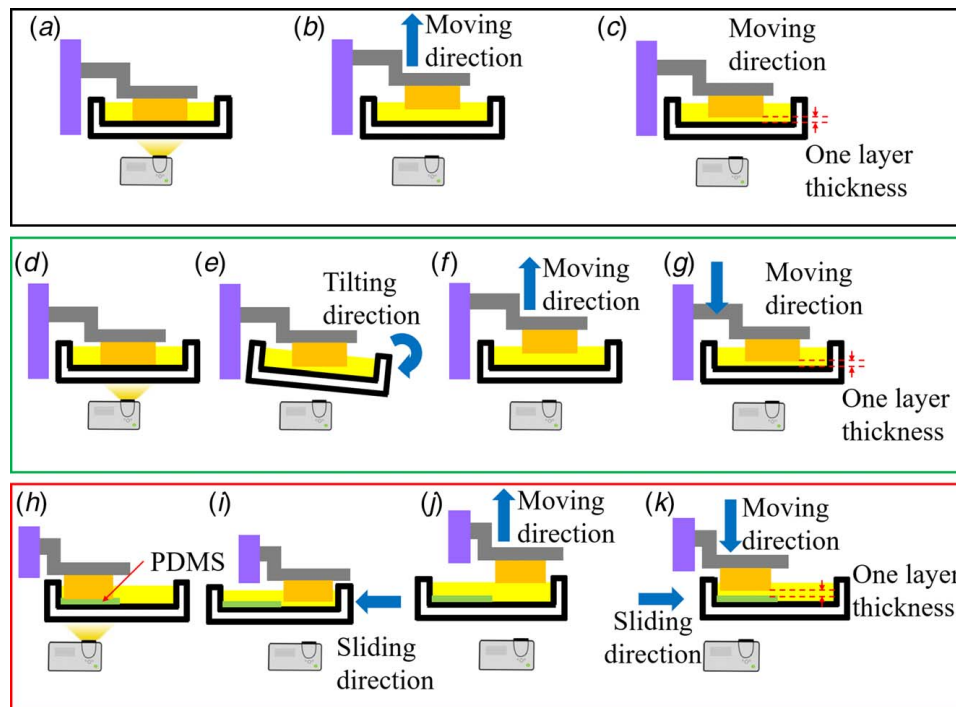 (a)
(b)
Moving
direction
(c)
Moving
direction
One layer
thickness
(d)
(e)
Tilting
direction
(f)
Moving
direction
(g)
Moving
direction
One layer
thickness
(h)
PDMS
(i)
Sliding
direction
(j)
Moving
direction
(k)
Moving
direction
One layer
thickness
Sliding
direction